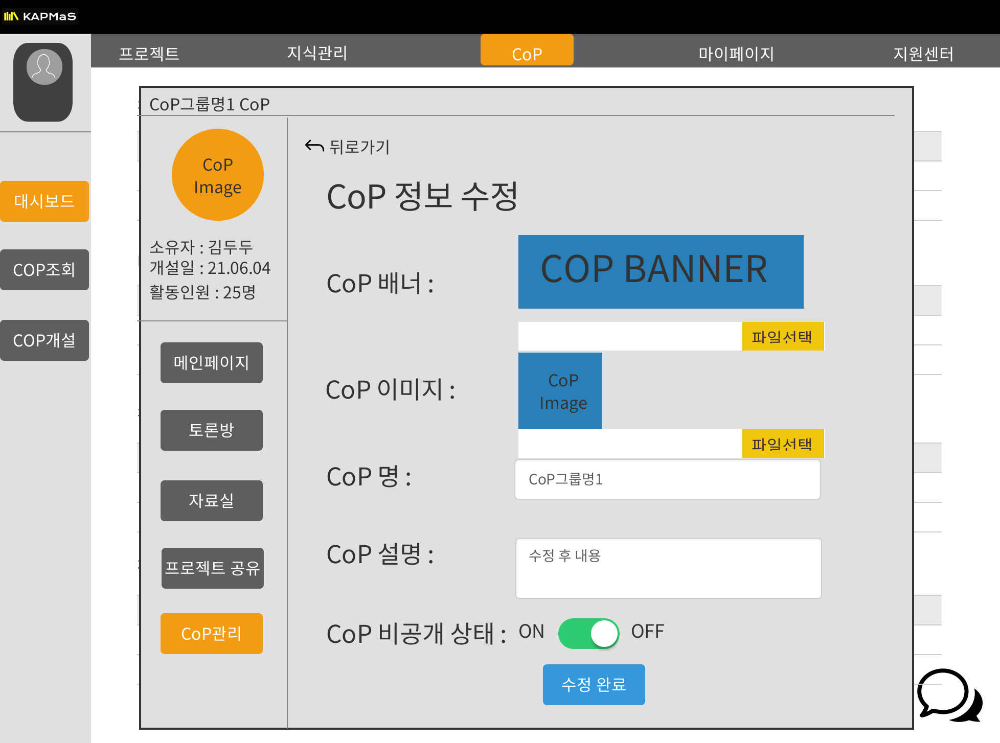 KAPMaS
프로젝트
지식관리
CoP
마이페이지
지원센터
대시보드
COP조회
COP개설
CoP그룹명1 CoP
CoP
Image
소유자 : 김두두
개설일 : 21.06.04
활동인원 : 25명
메인페이지
토론방
자료실
프로젝트 공유
CoP관리
뒤로가기
CoP 정보 수정
CoP 배너 :
COP BANNER
파일선택
CoP 이미지 :
CoP
Image
파일선택
CoP 명 :
CoP그룹명1
CoP 설명 :
수정 후 내용
CoP 비공개 상태 :
ON
OFF
수정 완료